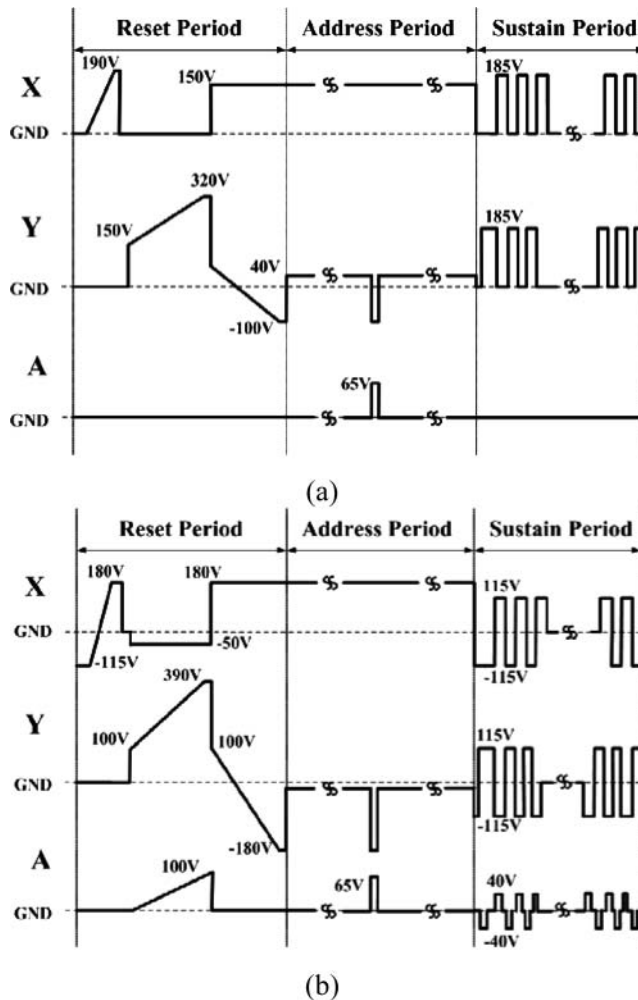 Reset Period Address Period Sustain Period
190V 150V 185V
X
GND
320V
Y 150V 40V 185V
GND
-100V
A
65V
GND
(a)
Reset Period Address Period Sustain Period
180V 180V 115V
X
GND
-115V -50V -115V
390V
Y
100V 100V 115V
GND
-180V -115V
A 100V 65V 40V
GND
-40V
(b)